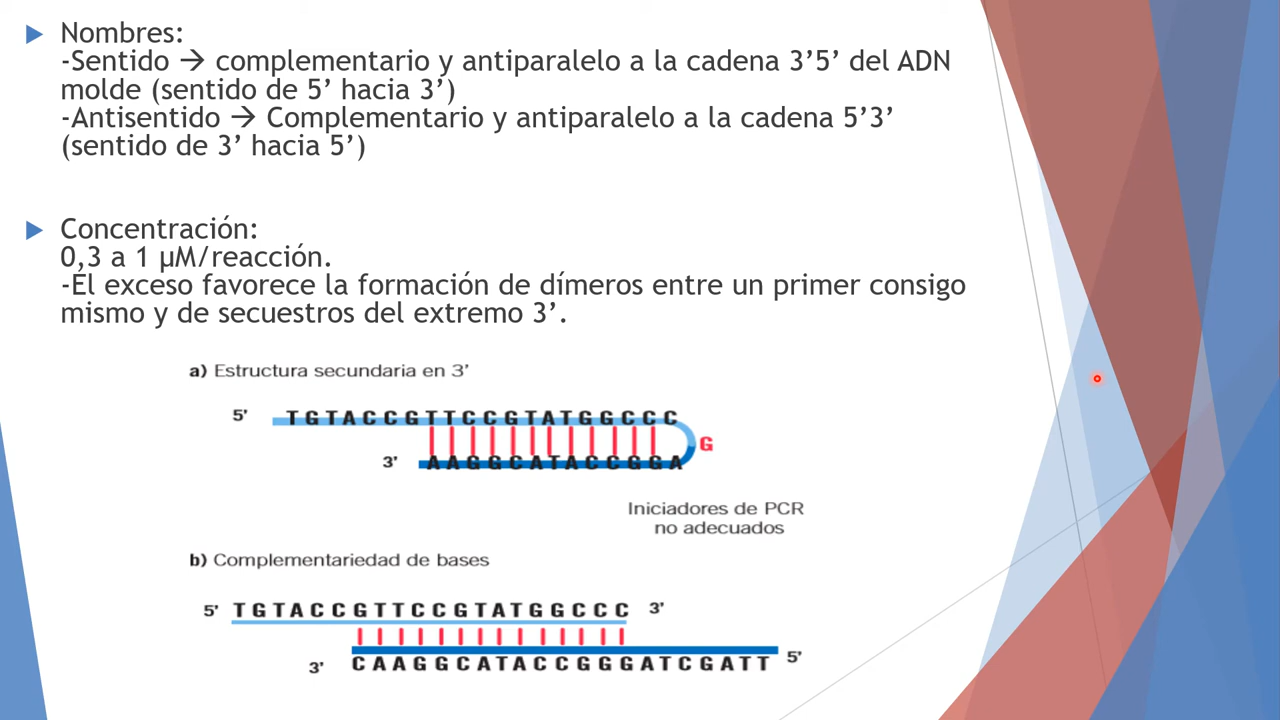 Nombres:
-Sentido → complementario y antiparalelo a la cadena 3’5’ del ADN
molde (sentido de 5’ hacia 3’)
-Antisentido → Complementario y antiparalelo a la cadena 5’3’
(sentido de 3’ hacia 5’)
Concentración:
0,3 a 1 µM/reacción.
-El exceso favorece la formación de dímeros entre un primer consigo
mismo y de secuestros del extremo 3’.
a) Estructura secundaria en 3’
5’ TGTACCGTTCCGTATGGCCC
G
3’ AAGGCATACCGGA
Iniciadores de PCR
no adecuados
b) Complementariedad de bases
5’ TGTACCGTTCCGTATGGCCC 3’
3’ CAAGGCATACCGGGATCGATT 5’